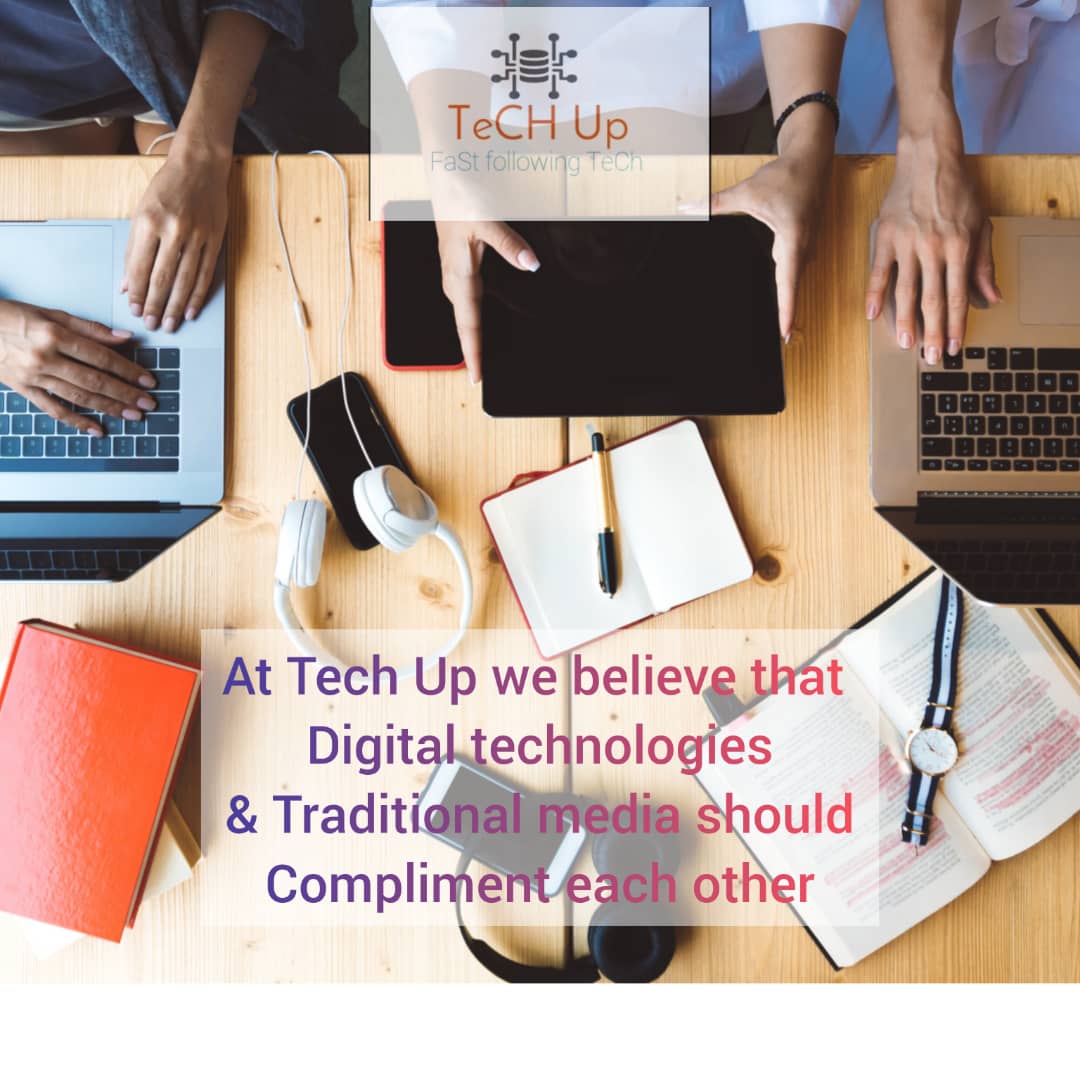 TeCH Up
FaSt following TeCh
At Tech Up we believe that
Digital technologies
& Traditional media should
Compliment each other